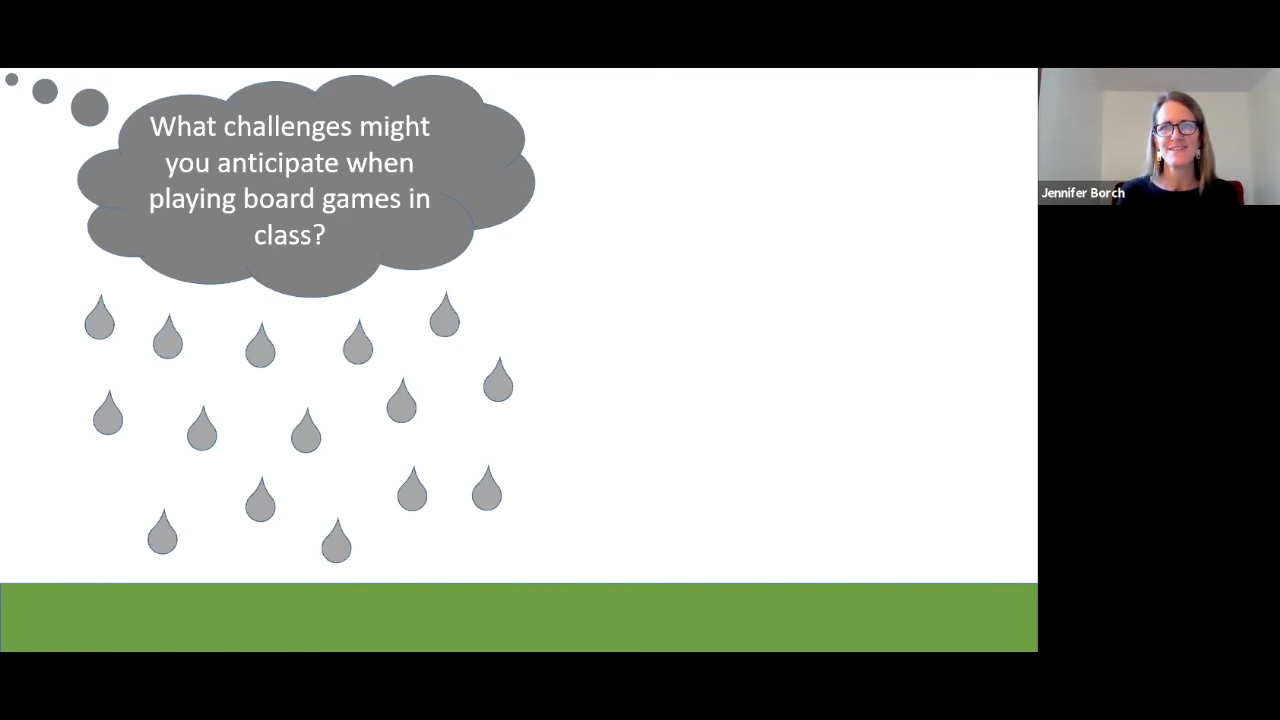 What challenges might
you anticipate when
playing board games in
class?
Jennifer Borch